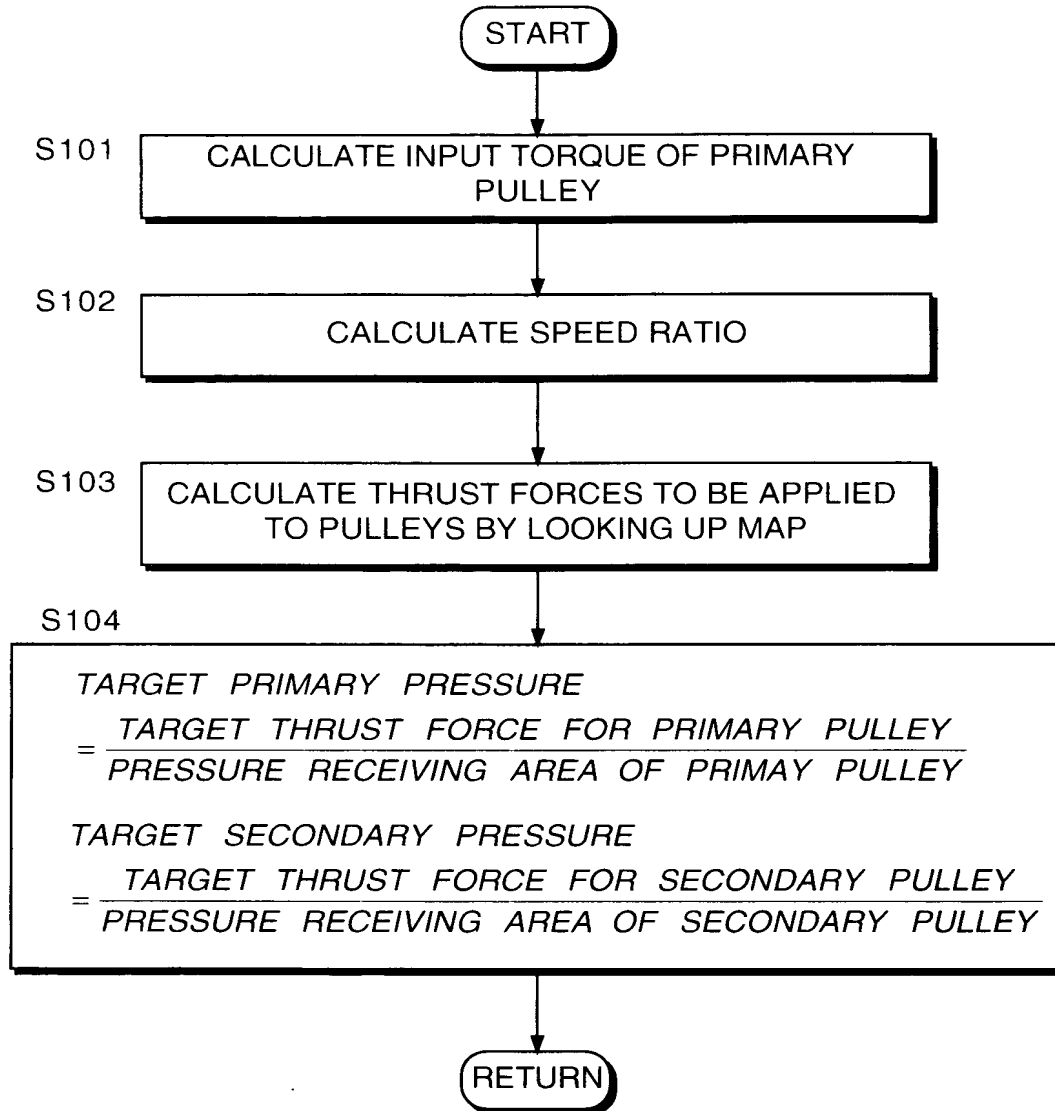 START
S101
CALCULATE INPUT TORQUE OF PRIMARY
PULLEY
S102
CALCULATE SPEED RATIO
S103
CALCULATE THRUST FORCES TO BE APPLIED
TO PULLEYS BY LOOKING UP MAP
S104
TARGET PRIMARY PRESSURE
= TARGET THRUST FORCE FOR PRIMARY PULLEY
PRESSURE RECEIVING AREA OF PRIMAY PULLEY
TARGET SECONDARY PRESSURE
= TARGET THRUST FORCE FOR SECONDARY PULLEY
PRESSURE RECEIVING AREA OF SECONDARY PULLEY
RETURN